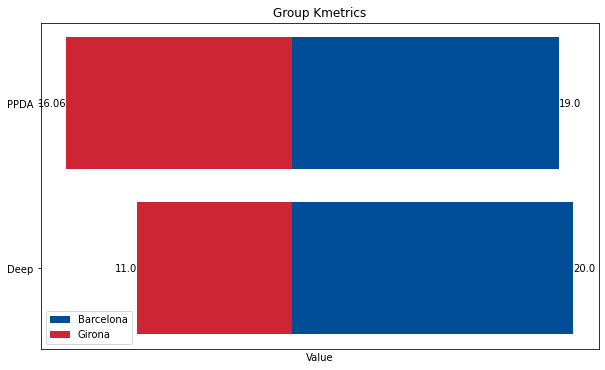 Group Kmetrics
PPDA
16.06
19.0
Deep
11.0
20.0
Barcelona
Girona
Value